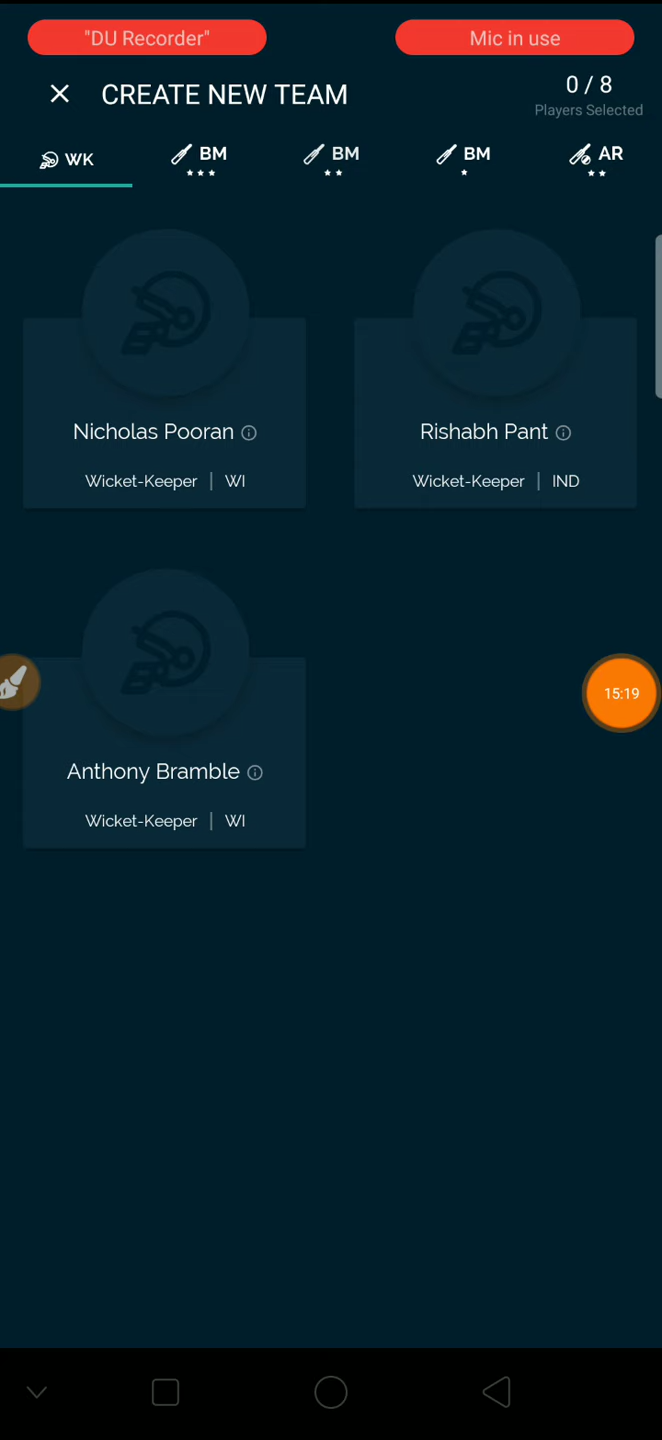 "DU Recorder" Mic in use
CREATE NEW TEAM 0 / 8
Players Selected
WK BM BM BM AR
Nicholas Pooran Rishabh Pant
Wicket-Keeper | WI Wicket-Keeper | IND
15:19
Anthony Bramble
Wicket-Keeper | WI